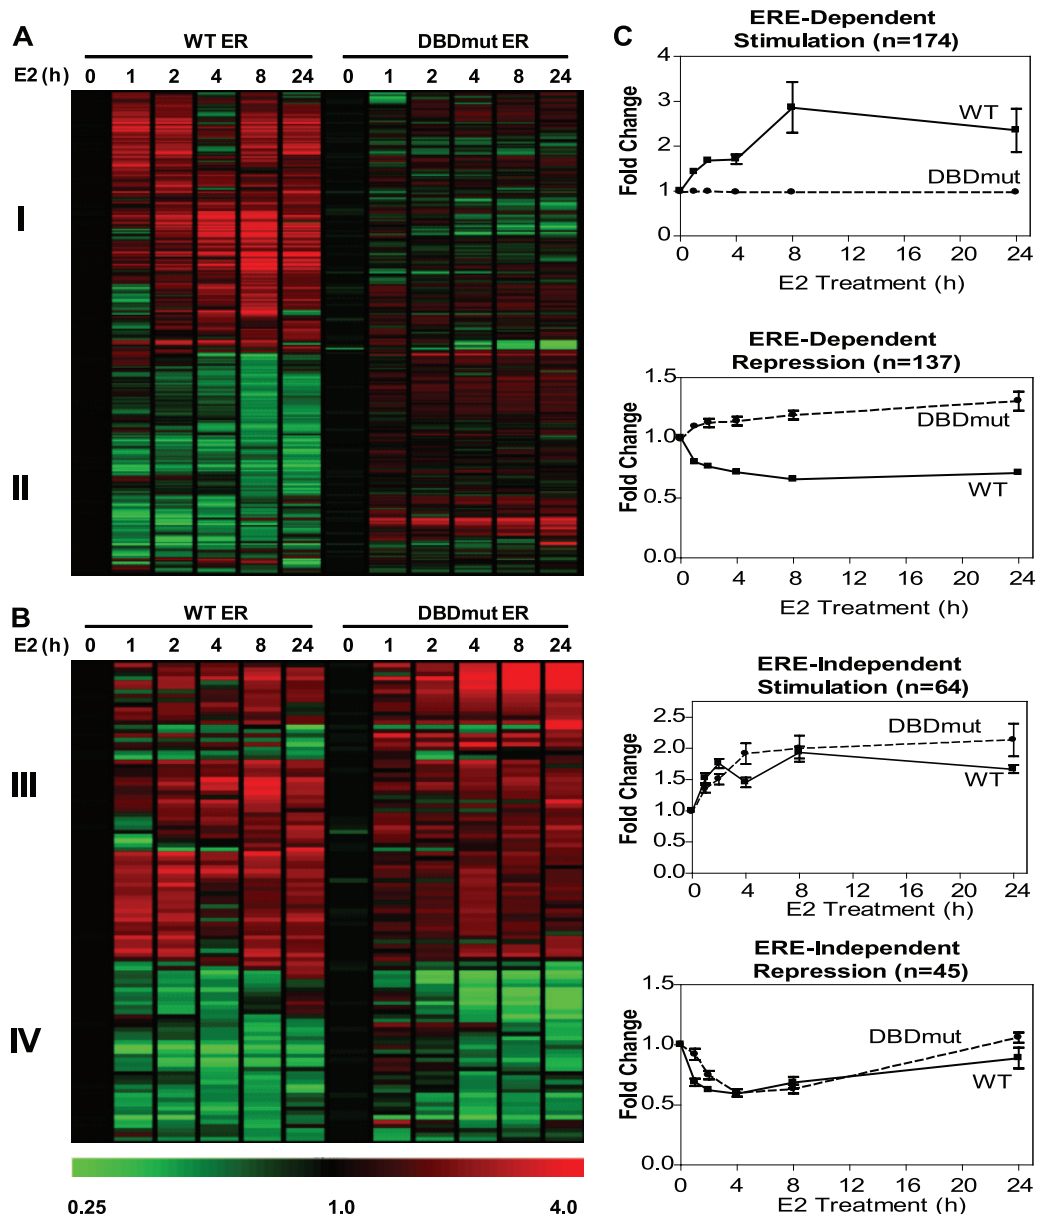 A
WT ER
DBDmut ER
E2 (h)
0 1 2 4 8 24 0 1 2 4 8 24
I
II
B
WT ER
DBDmut ER
E2 (h)
0 1 2 4 8 24 0 1 2 4 8 24
III
IV
0.25 1.0 4.0
C
ERE-Dependent
Stimulation (n=174)
Fold Change
4
3
2
1
0
WT
DBDmut
0 4 8 12 16 20 24
E2 Treatment (h)
ERE-Dependent
Repression (n=137)
Fold Change
1.5
1.0
0.5
0.0
DBDmut
WT
0 4 8 12 16 20 24
E2 Treatment (h)
ERE-Independent
Stimulation (n=64)
Fold Change
2.5
2.0
1.5
1.0
0.5
0.0
DBDmut
WT
0 4 8 12 16 20 24
E2 Treatment (h)
ERE-Independent
Repression (n=45)
Fold Change
1.5
1.0
0.5
0.0
DBDmut
WT
0 4 8 12 16 20 24
E2 Treatment (h)